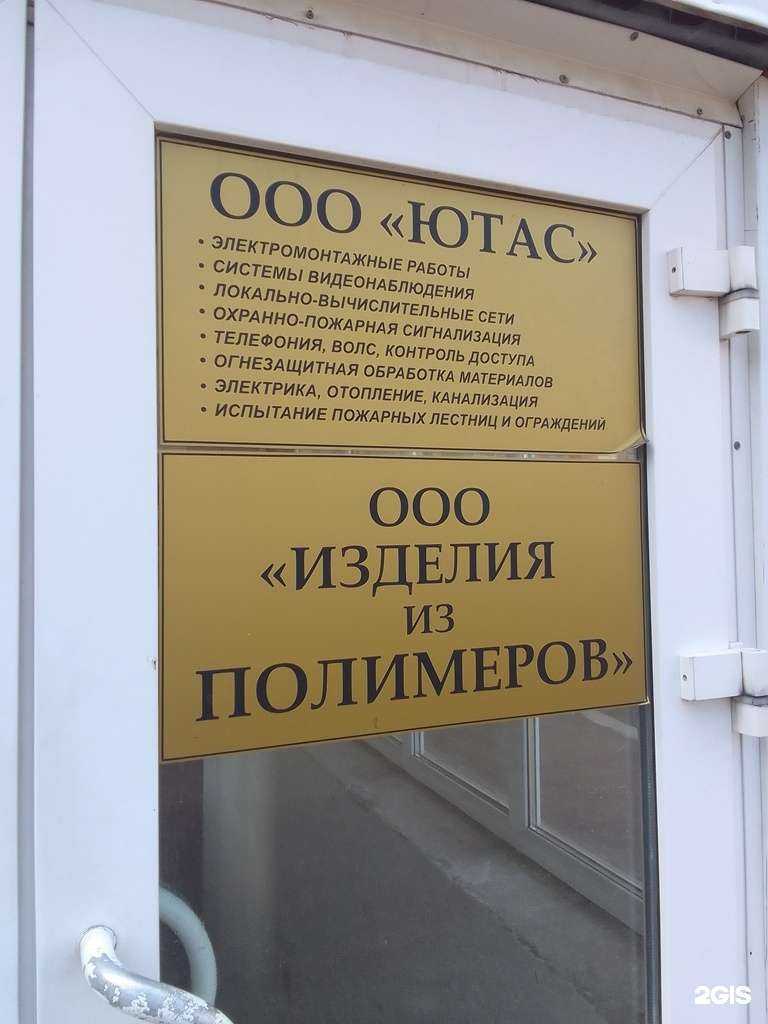 ООО «ЮТАС»
• ЭЛЕКТРОМОНТАЖНЫЕ РАБОТЫ
• СИСТЕМЫ ВИДЕОНАБЛЮДЕНИЯ
• ЛОКАЛЬНО-ВЫЧИСЛИТЕЛЬНЫЕ СЕТИ
• ОХРАННО-ПОЖАРНАЯ СИГНАЛИЗАЦИЯ
• ТЕЛЕФОНИЯ, ВОЛС, КОНТРОЛЬ ДОСТУПА
• ОГНЕЗАЩИТНАЯ ОБРАБОТКА МАТЕРИАЛОВ
• ЭЛЕКТРИКА, ОТОПЛЕНИЕ, КАНАЛИЗАЦИЯ
• ИСПЫТАНИЕ ПОЖАРНЫХ ЛЕСТНИЦ И ОГРАЖДЕНИЙ
ООО
«ИЗДЕЛИЯ
ИЗ
ПОЛИМЕРОВ»
2GIS